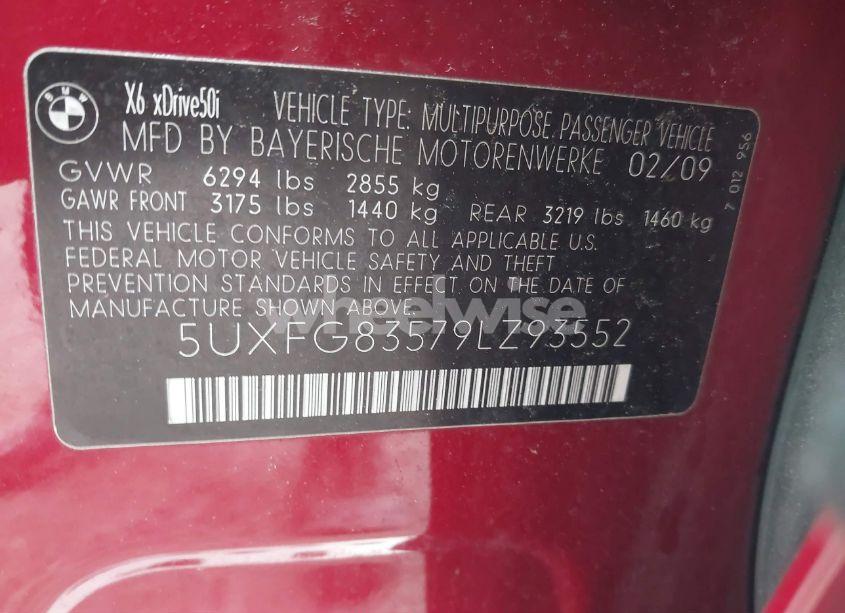 BMW
X6 xDrive50i VEHICLE TYPE: MULTIPURPOSE PASSENGER VEHICLE
MFD BY BAYERISCHE MOTORENWERKE 02/09
GVWR 6294 lbs 2855 kg
GAWR FRONT 3175 lbs 1440 kg REAR 3219 lbs 1460 kg
THIS VEHICLE CONFORMS TO ALL APPLICABLE U.S.
FEDERAL MOTOR VEHICLE SAFETY AND THEFT
PREVENTION STANDARDS IN EFFECT ON THE DATE OF
MANUFACTURE SHOWN ABOVE.
5UXFG83579LZ93552
7 012 956
wheelwise